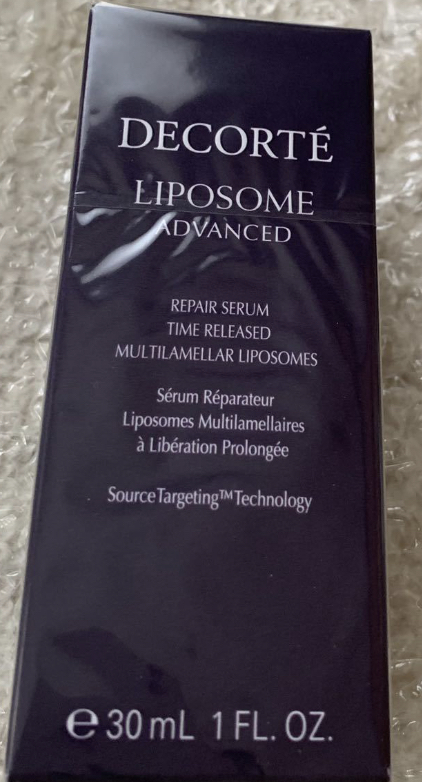 DECORTÉ
LIPOSOME
ADVANCED
REPAIR SERUM
TIME RELEASED
MULTILAMELLAR LIPOSOMES
Sérum Réparateur
Liposomes Multilamellaires
à Libération Prolongée
SourceTargeting™Technology
℮30 mL 1 FL. OZ.